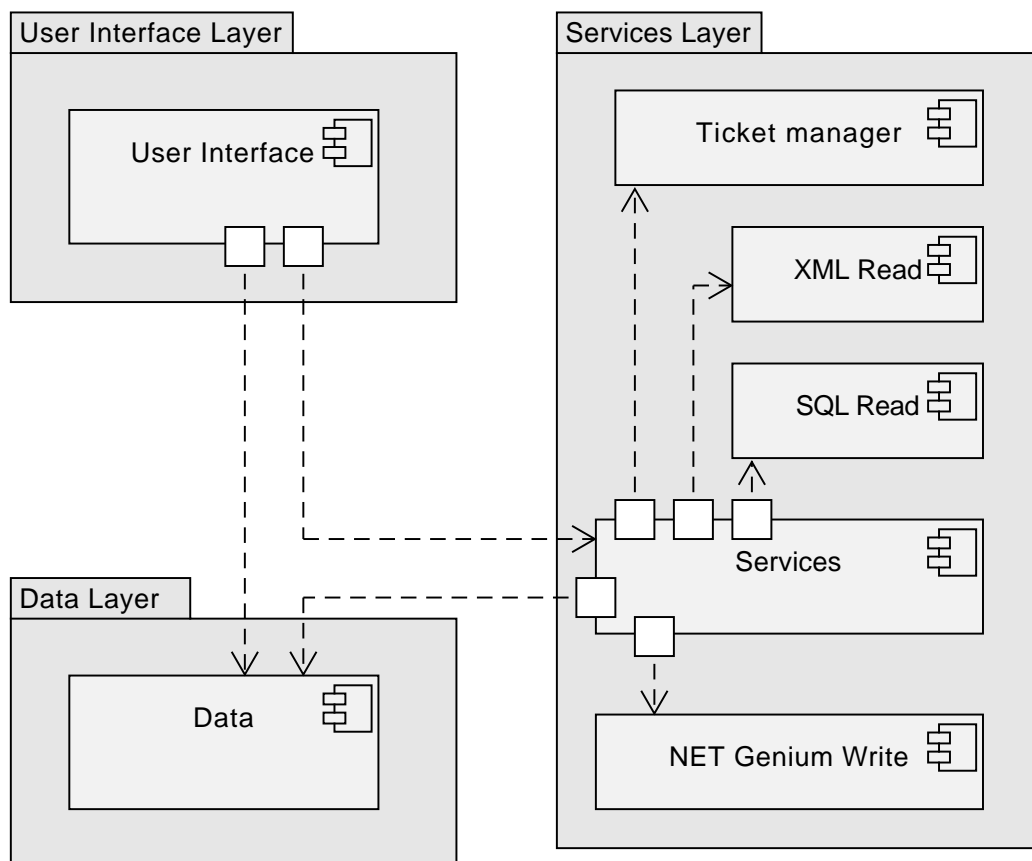 User Interface Layer
User Interface
Services Layer
Ticket manager
XML Read
SQL Read
Services
NET Genium Write
Data Layer
Data